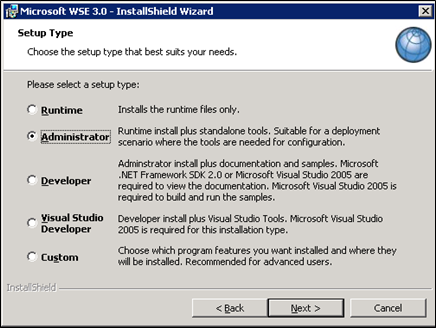 Microsoft WSE 3.0 - InstallShield Wizard
Setup Type
Choose the setup type that best suits your needs.
Please select a setup type:
Runtime
Installs the runtime files only.
Administrator
Runtime install plus standalone tools. Suitable for a deployment
scenario where the tools are needed for configuration.
Developer
Adminstrator install plus documentation and samples. Microsoft
.NET Framework SDK 2.0 or Microsoft Visual Studio 2005 are
required to view the documentation. Microsoft Visual Studio 2005 is
required to build and run the samples.
Visual Studio
Developer
Developer install plus Visual Studio Tools. Microsoft Visual Studio
2005 is required for this installation type.
Custom
Choose which program features you want installed and where they
will be installed. Recommended for advanced users.
InstallShield
< Back
Next >
Cancel